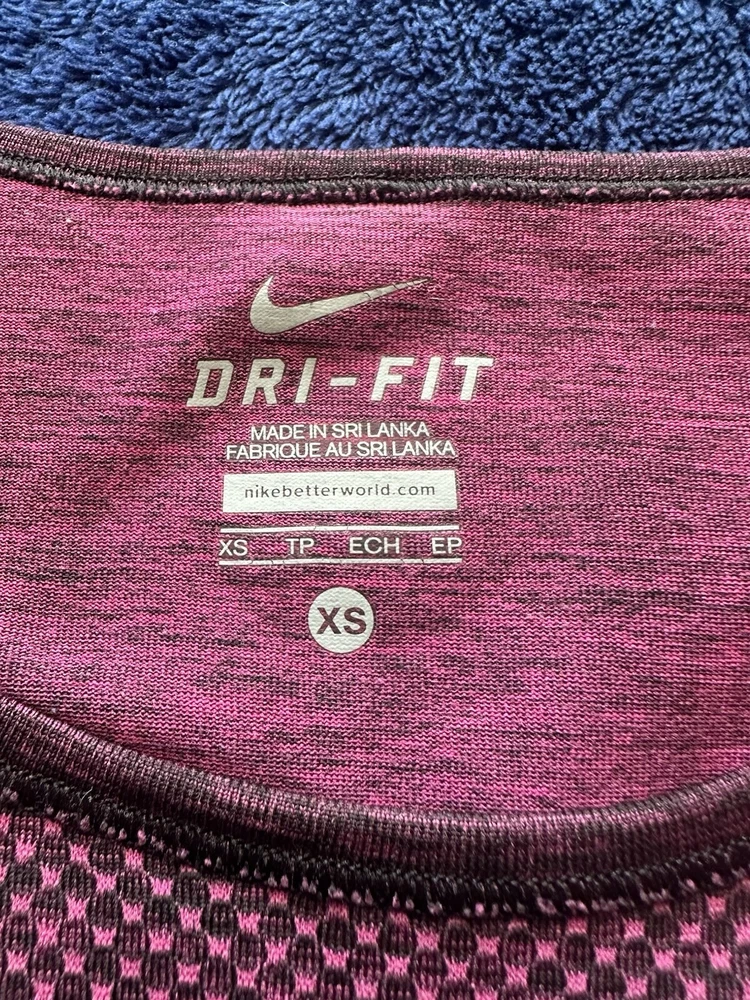 DRI-FIT
MADE IN SRI LANKA
FABRIQUE AU SRI LANKA
nikebetterworld.com
XS TP ECH EP
XS